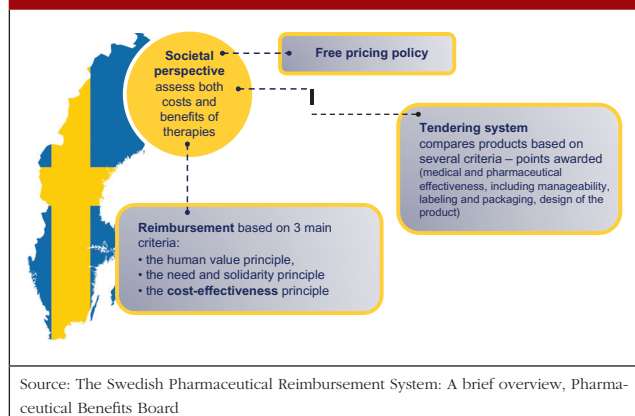 Societal
perspective
assess both
costs and
benefits of
therapies
Free pricing policy
Tendering system
compares products based on
several criteria – points awarded
(medical and pharmaceutical
effectiveness, including manageability,
labeling and packaging, design of the
product)
Reimbursement based on 3 main
criteria:
• the human value principle,
• the need and solidarity principle
• the cost-effectiveness principle
Source: The Swedish Pharmaceutical Reimbursement System: A brief overview, Pharma-
ceutical Benefits Board